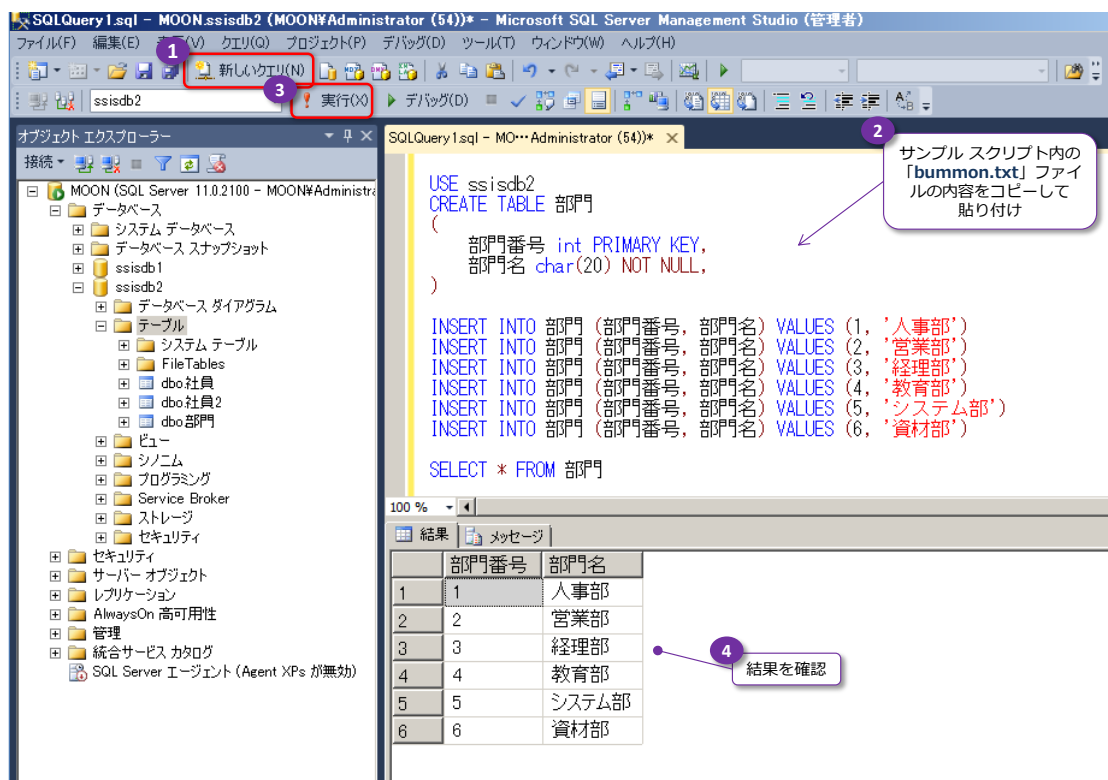 SQLQuery1.sql - MOON.ssisdb2 (MOON¥Administrator (54))* - Microsoft SQL Server Management Studio (管理者)
ファイル(F) 編集(E) 表示(V) クエリ(Q) プロジェクト(P) デバッグ(D) ツール(T) ウィンドウ(W) ヘルプ(H)
1
新しいクエリ(N)
3
ssisdb2
実行(X)
デバッグ(D)
オブジェクト エクスプローラー
接続
MOON (SQL Server 11.0.2100 - MOON¥Administra
データベース
システム データベース
データベース スナップショット
ssisdb1
ssisdb2
データベース ダイアグラム
テーブル
システム テーブル
FileTables
dbo.社員
dbo.社員2
dbo.部門
ビュー
シノニム
プログラミング
Service Broker
ストレージ
セキュリティ
セキュリティ
サーバー オブジェクト
レプリケーション
AlwaysOn 高可用性
管理
統合サービス カタログ
SQL Server エージェント (Agent XPs が無効)
SQLQuery1.sql - MO...Administrator (54))*
2
サンプル スクリプト内の
「bummon.txt」ファイ
ルの内容をコピーして
貼り付け
USE ssisdb2
CREATE TABLE 部門
(
部門番号 int PRIMARY KEY,
部門名 char(20) NOT NULL,
)
INSERT INTO 部門 (部門番号, 部門名) VALUES (1, '人事部')
INSERT INTO 部門 (部門番号, 部門名) VALUES (2, '営業部')
INSERT INTO 部門 (部門番号, 部門名) VALUES (3, '経理部')
INSERT INTO 部門 (部門番号, 部門名) VALUES (4, '教育部')
INSERT INTO 部門 (部門番号, 部門名) VALUES (5, 'システム部')
INSERT INTO 部門 (部門番号, 部門名) VALUES (6, '資材部')
SELECT * FROM 部門
100 %
結果 メッセージ
部門番号 部門名
1 1 人事部
2 2 営業部
3 3 経理部
4 4 教育部
5 5 システム部
6 6 資材部
4
結果を確認